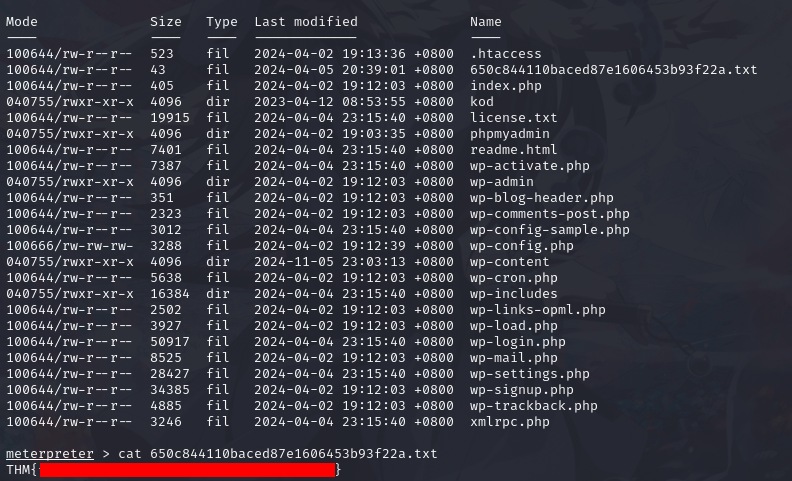 Mode Size Type Last modified Name
100644/rw-r--r-- 523 fil 2024-04-02 19:13:36 +0800 .htaccess
100644/rw-r--r-- 43 fil 2024-04-05 20:39:01 +0800 650c844110baced87e1606453b93f22a.txt
100644/rw-r--r-- 405 fil 2024-04-02 19:12:03 +0800 index.php
040755/rwxr-xr-x 4096 dir 2023-04-12 08:53:55 +0800 kod
100644/rw-r--r-- 19915 fil 2024-04-04 23:15:40 +0800 license.txt
040755/rwxr-xr-x 4096 dir 2024-04-02 19:03:35 +0800 phpmyadmin
100644/rw-r--r-- 7401 fil 2024-04-04 23:15:40 +0800 readme.html
100644/rw-r--r-- 7387 fil 2024-04-04 23:15:40 +0800 wp-activate.php
040755/rwxr-xr-x 4096 dir 2024-04-02 19:12:03 +0800 wp-admin
100644/rw-r--r-- 351 fil 2024-04-02 19:12:03 +0800 wp-blog-header.php
100644/rw-r--r-- 2323 fil 2024-04-02 19:12:03 +0800 wp-comments-post.php
100644/rw-r--r-- 3012 fil 2024-04-04 23:15:40 +0800 wp-config-sample.php
100666/rw-rw-rw- 3288 fil 2024-04-02 19:12:39 +0800 wp-config.php
040755/rwxr-xr-x 4096 dir 2024-11-05 23:03:13 +0800 wp-content
100644/rw-r--r-- 5638 fil 2024-04-02 19:12:03 +0800 wp-cron.php
040755/rwxr-xr-x 16384 dir 2024-04-04 23:15:40 +0800 wp-includes
100644/rw-r--r-- 2502 fil 2024-04-02 19:12:03 +0800 wp-links-opml.php
100644/rw-r--r-- 3927 fil 2024-04-02 19:12:03 +0800 wp-load.php
100644/rw-r--r-- 50917 fil 2024-04-04 23:15:40 +0800 wp-login.php
100644/rw-r--r-- 8525 fil 2024-04-02 19:12:03 +0800 wp-mail.php
100644/rw-r--r-- 28427 fil 2024-04-04 23:15:40 +0800 wp-settings.php
100644/rw-r--r-- 34385 fil 2024-04-02 19:12:03 +0800 wp-signup.php
100644/rw-r--r-- 4885 fil 2024-04-02 19:12:03 +0800 wp-trackback.php
100644/rw-r--r-- 3246 fil 2024-04-04 23:15:40 +0800 xmlrpc.php
meterpreter > cat 650c844110baced87e1606453b93f22a.txt
THM{ }